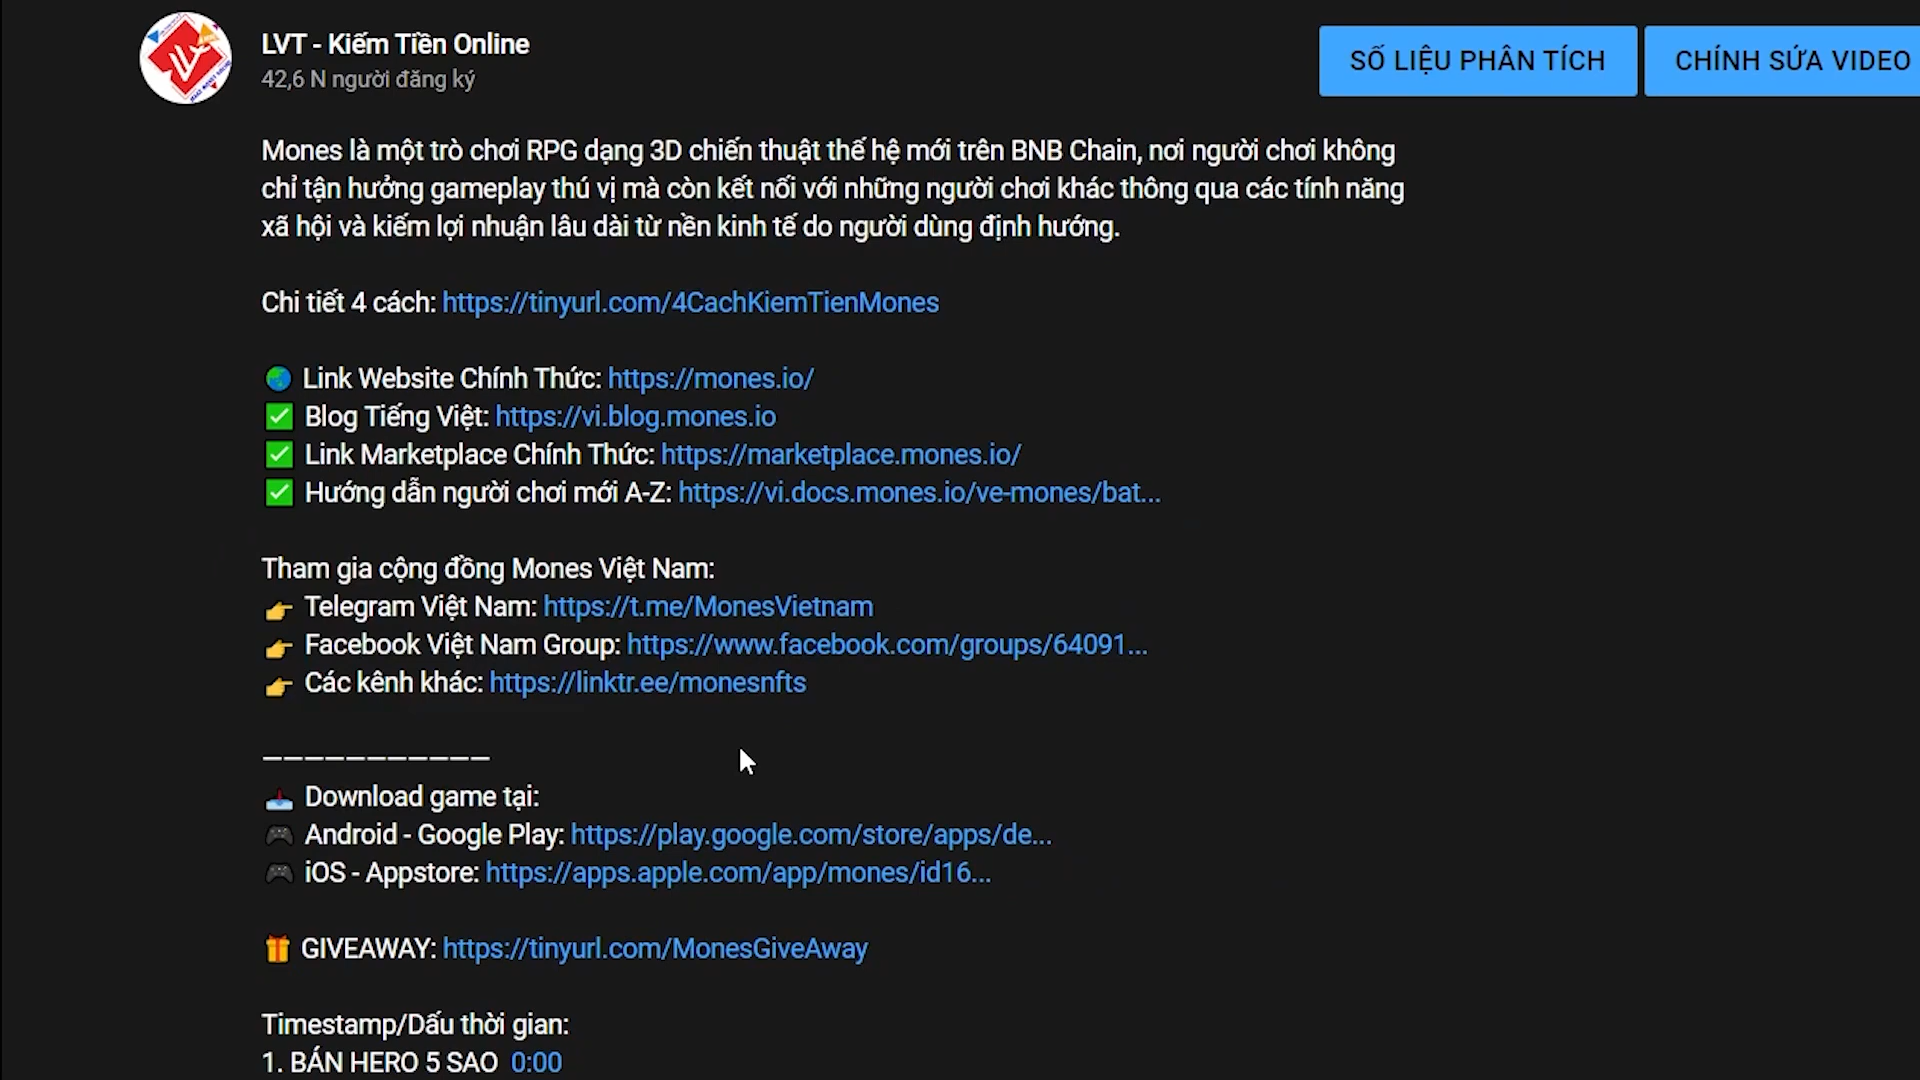 LVT - Kiếm Tiền Online
42,6 N người đăng ký
SỐ LIỆU PHÂN TÍCH
CHỈNH SỬA VIDEO
Mones là một trò chơi RPG dạng 3D chiến thuật thế hệ mới trên BNB Chain, nơi người chơi không
chỉ tận hưởng gameplay thú vị mà còn kết nối với những người chơi khác thông qua các tính năng
xã hội và kiếm lợi nhuận lâu dài từ nền kinh tế do người dùng định hướng.
Chi tiết 4 cách: https://tinyurl.com/4CachKiemTienMones
Link Website Chính Thức: https://mones.io/
Blog Tiếng Việt: https://vi.blog.mones.io
Link Marketplace Chính Thức: https://marketplace.mones.io/
Hướng dẫn người chơi mới A-Z: https://vi.docs.mones.io/ve-mones/bat...
Tham gia cộng đồng Mones Việt Nam:
Telegram Việt Nam: https://t.me/MonesVietnam
Facebook Việt Nam Group: https://www.facebook.com/groups/64091...
Các kênh khác: https://linktr.ee/monesnfts
———————————
Download game tại:
Android - Google Play: https://play.google.com/store/apps/de...
iOS - Appstore: https://apps.apple.com/app/mones/id16...
GIVEAWAY: https://tinyurl.com/MonesGiveAway
Timestamp/Dấu thời gian:
1. BÁN HERO 5 SAO 0:00